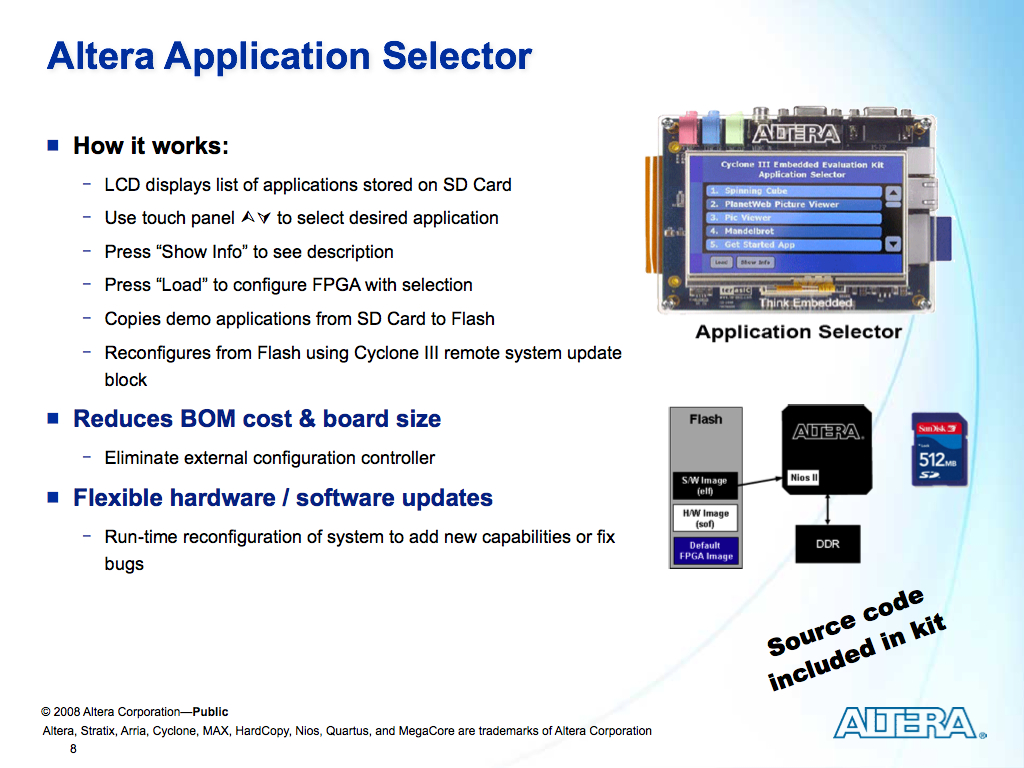 Altera Application Selector
How it works:
LCD displays list of applications stored on SD Card
Use touch panel ⮝⮟ to select desired application
Press “Show Info” to see description
Press “Load” to configure FPGA with selection
Copies demo applications from SD Card to Flash
Reconfigures from Flash using Cyclone III remote system update
block
Reduces BOM cost & board size
Eliminate external configuration controller
Flexible hardware / software updates
Run-time reconfiguration of system to add new capabilities or fix
bugs
ALTERA
Cyclone III Embedded Evaluation Kit
Application Selector
1. Spinning Cube
2. PlanetWeb Picture Viewer
3. Pic Viewer
4. Mandelbrot
5. Get Started App
Load Show Info
terasic
Think Embedded
Application Selector
Flash
S/W Image
(elf)
H/W Image
(sof)
Default
FPGA Image
ALTERA
Nios II
DDR
SanDisk
512MB
SD
Source code
included in kit
© 2008 Altera Corporation—Public
Altera, Stratix, Arria, Cyclone, MAX, HardCopy, Nios, Quartus, and MegaCore are trademarks of Altera Corporation
8
ALTERA®